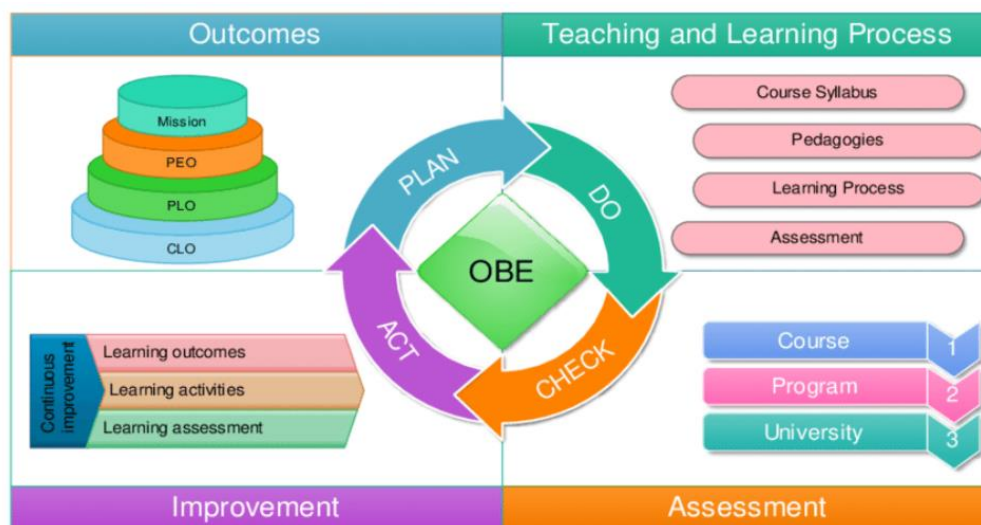 Outcomes
Teaching and Learning Process
Mission
PEO
PLO
CLO
Course Syllabus
Pedagogies
Learning Process
Assessment
PLAN
DO
OBE
ACT
CHECK
Continuous
improvement
Learning outcomes
Learning activities
Learning assessment
Course 1
Program 2
University 3
Improvement
Assessment